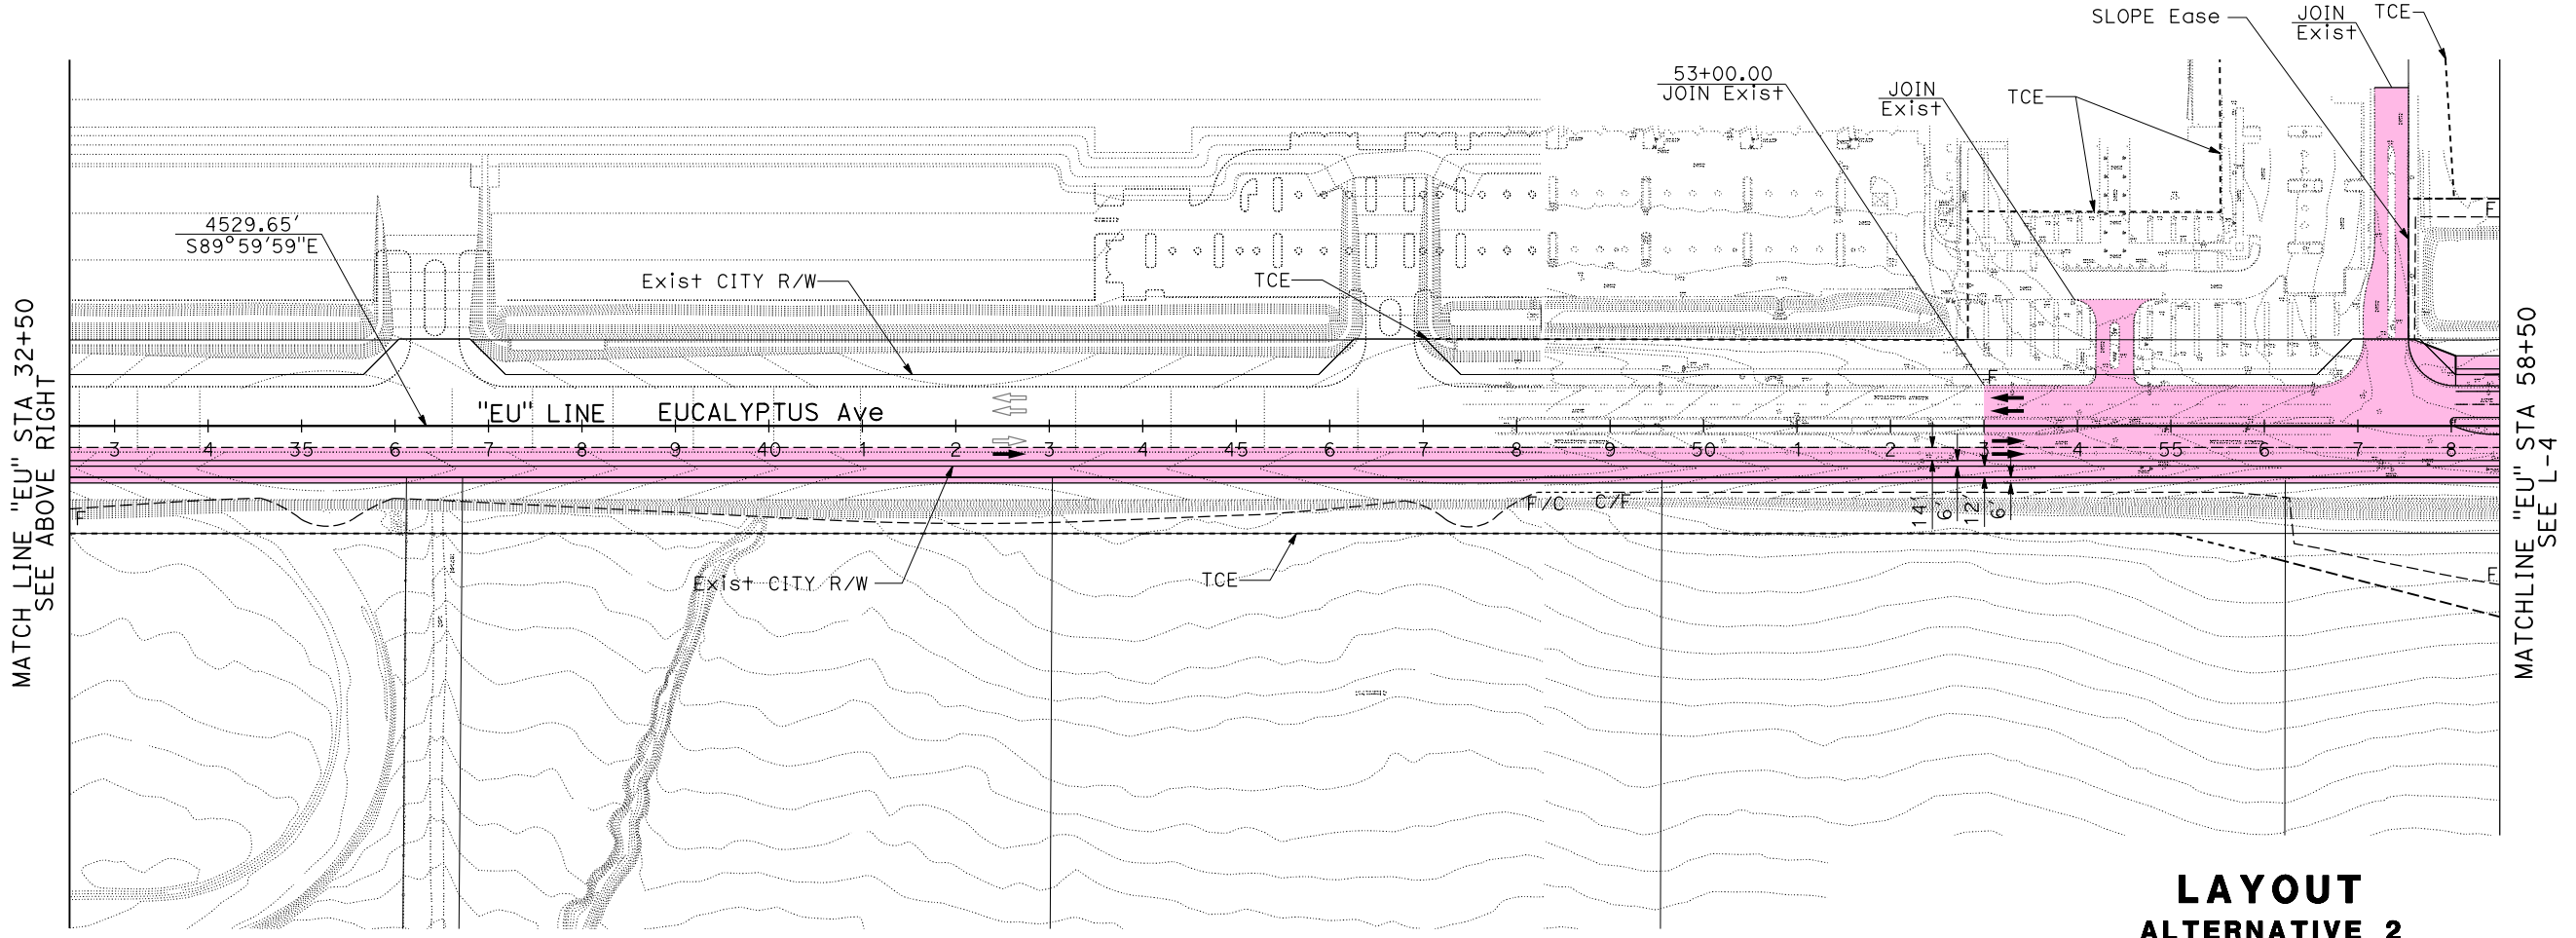 SLOPE Ease
JOIN
Exist
TCE
53+00.00
JOIN Exist
JOIN
Exist
TCE
4529.65'
S89°59'59"E
Exist CITY R/W
TCE
F
F
"EU" LINE EUCALYPTUS Ave
3 4 35 6 7 8 9 40 1 2 3 4 45 6 7 8 9 50 1 2 3 4 55 6 7 8
F
F/C C/F
14'
6'
12'
6'
Exist CITY R/W
TCE
F
MATCH LINE "EU" STA 32+50
SEE ABOVE RIGHT
MATCHLINE "EU" STA 58+50
SEE L-4
LAYOUT
ALTERNATIVE 2